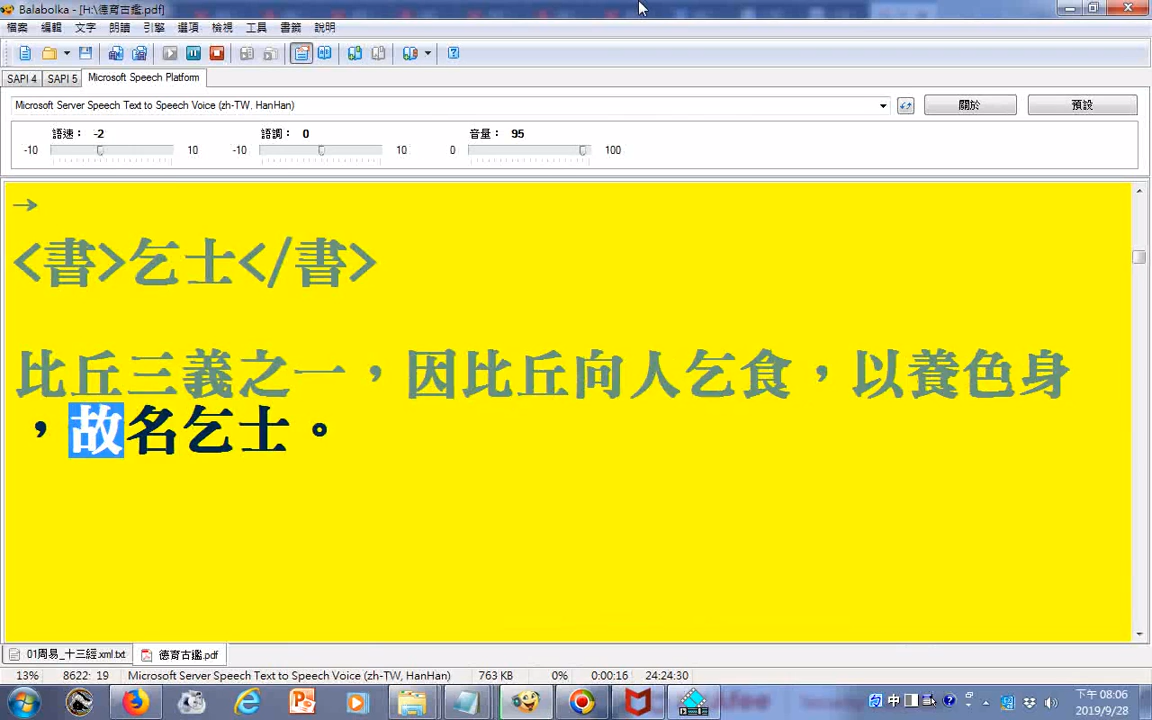 Balabolka - [H:\德育古鑑.pdf]
檔案 編輯 文字 朗讀 引擎 選項 檢視 工具 書籤 說明
SAPI 4 SAPI 5 Microsoft Speech Platform
Microsoft Server Speech Text to Speech Voice (zh-TW, HanHan) 關於 預設
語速： -2 語調： 0 音量： 95
-10 10 -10 10 0 100
→
<書>乞士</書>
比丘三義之一，因比丘向人乞食，以養色身
，故名乞士。
01周易_十三經.xml.txt 德育古鑑.pdf
13% 8622: 19 Microsoft Server Speech Text to Speech Voice (zh-TW, HanHan) 763 KB 0% 0:00:16 24:24:30
中 下午 08:06
2019/9/28